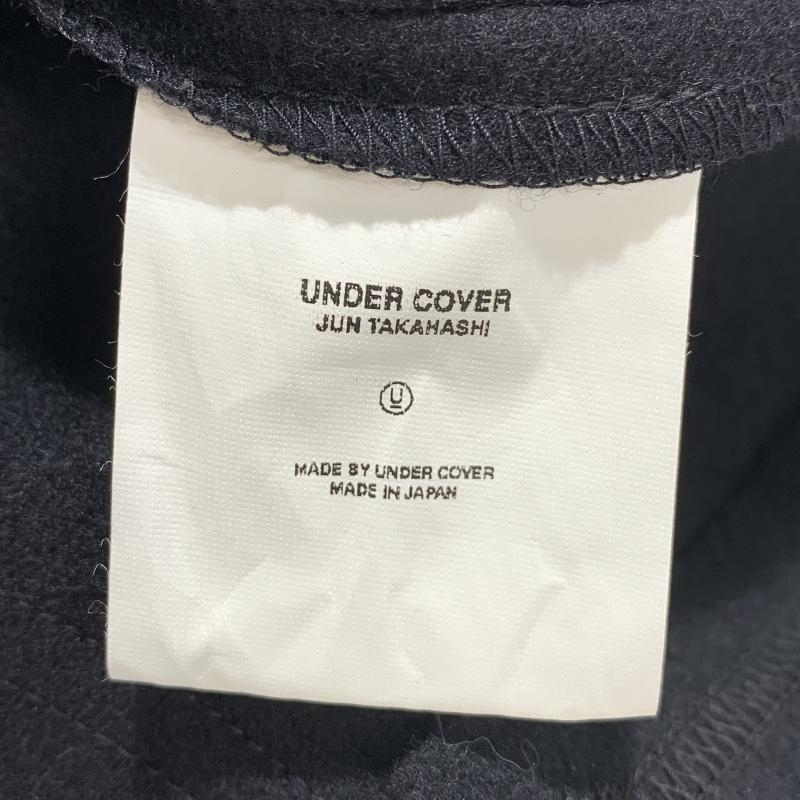 UNDER COVER
JUN TAKAHASHI
U
MADE BY UNDER COVER
MADE IN JAPAN